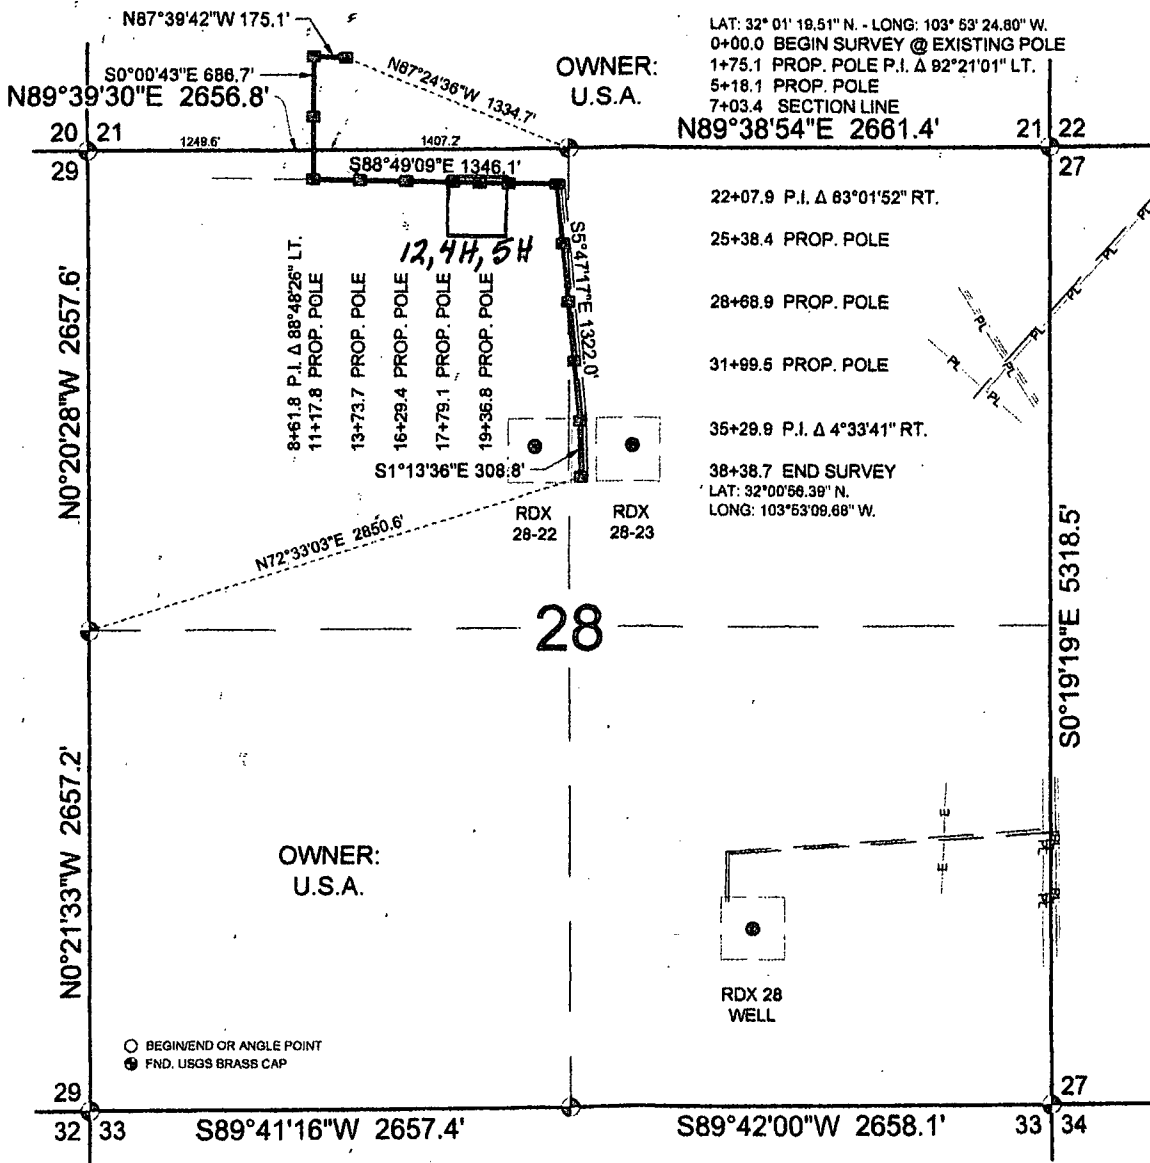 N87°39'42"W 175.1'
S0°00'43"E 686.7'
N89°39'30"E 2656.8'
N87°24'36"W 1334.7'
OWNER:
U.S.A.
LAT: 32° 01' 19.51" N. - LONG: 103° 53' 24.80" W.
0+00.0 BEGIN SURVEY @ EXISTING POLE
1+75.1 PROP. POLE P.I. Δ 92°21'01" LT.
5+18.1 PROP. POLE
7+03.4 SECTION LINE
N89°38'54"E 2661.4'
20 21
29
1249.6'
1407.2'
21 22
27
S88°49'09"E 1346.1'
12,4H,5H
S5°47'17"E 1322.0'
8+61.8 P.I. Δ 88°48'26" LT.
11+17.8 PROP. POLE
13+73.7 PROP. POLE
16+29.4 PROP. POLE
17+79.1 PROP. POLE
19+36.8 PROP. POLE
22+07.9 P.I. Δ 83°01'52" RT.
25+38.4 PROP. POLE
28+68.9 PROP. POLE
31+99.5 PROP. POLE
35+29.9 P.I. Δ 4°33'41" RT.
38+38.7 END SURVEY
LAT: 32°00'56.39" N.
LONG: 103°53'09.68" W.
PL
PL
PL
PL
PL
PL
PL
N0°20'28"W 2657.6'
S1°13'36"E 308.8'
RDX
28-22
RDX
28-23
N72°33'03"E 2850.6'
28
S0°19'19"E 5318.5'
N0°21'33"W 2657.2'
OWNER:
U.S.A.
E
E
RDX 28
WELL
BEGIN/END OR ANGLE POINT
FND. USGS BRASS CAP
29
32 33
S89°41'16"W 2657.4'
S89°42'00"W 2658.1'
27
33 34